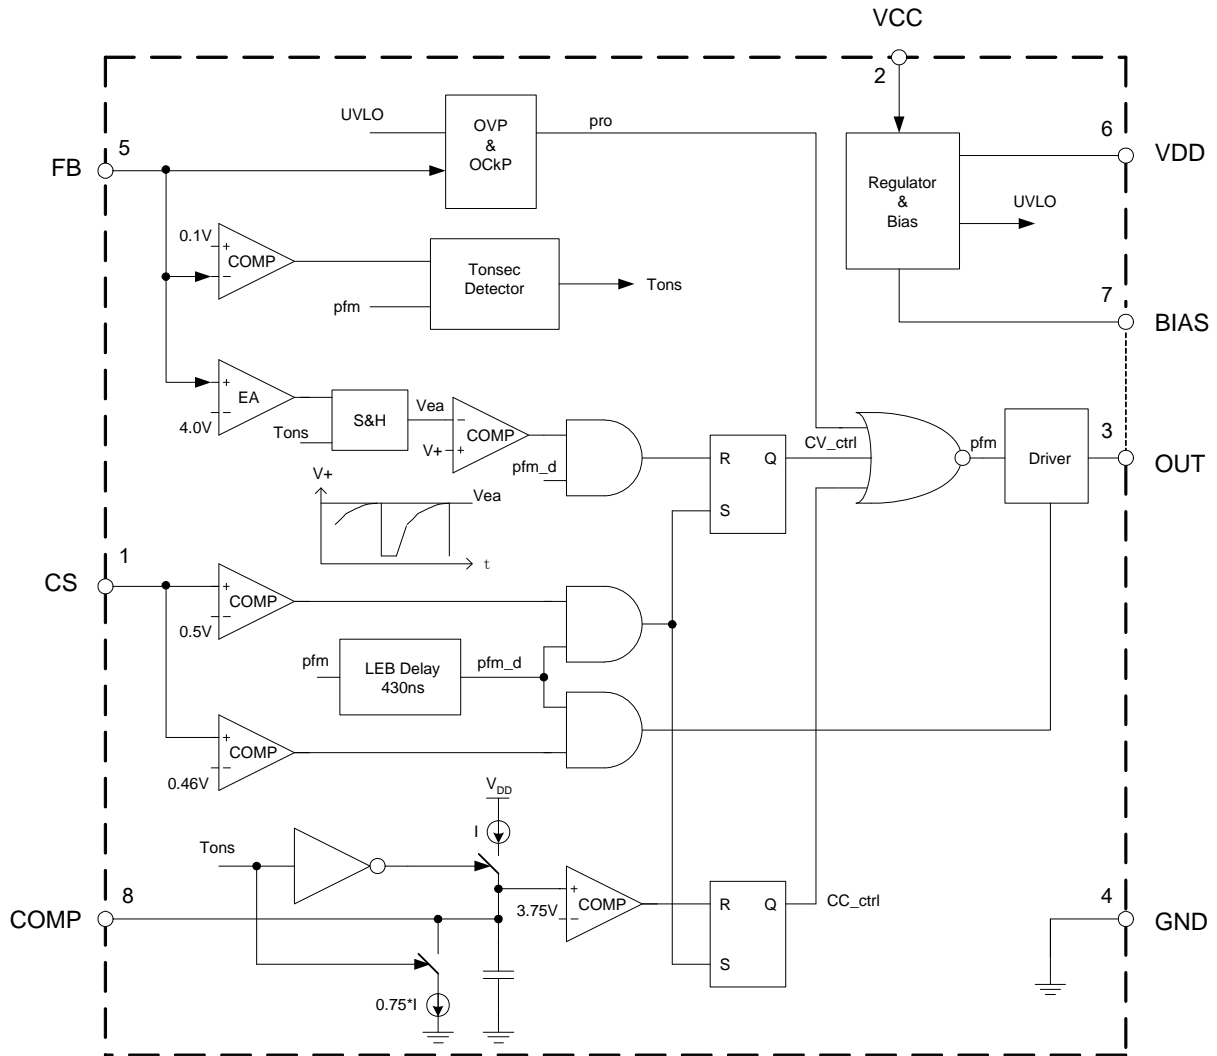 VCC
2
UVLO
OVP
&
OCkP
pro
5
FB
6
VDD
Regulator
&
Bias
UVLO
0.1V
+
COMP
−
Tonsec
Detector
Tons
pfm
7
BIAS
+
EA
−
4.0V
S&H
Tons
Vea
−
COMP
V+
+
pfm_d
R
Q
S
CV_ctrl
pfm
Driver
3
OUT
V+
Vea
t
1
CS
+
COMP
−
0.5V
pfm
LEB Delay
430ns
pfm_d
+
COMP
−
0.46V
VDD
I
Tons
8
COMP
+
COMP
3.75V
−
R
Q
S
CC_ctrl
4
GND
0.75*I